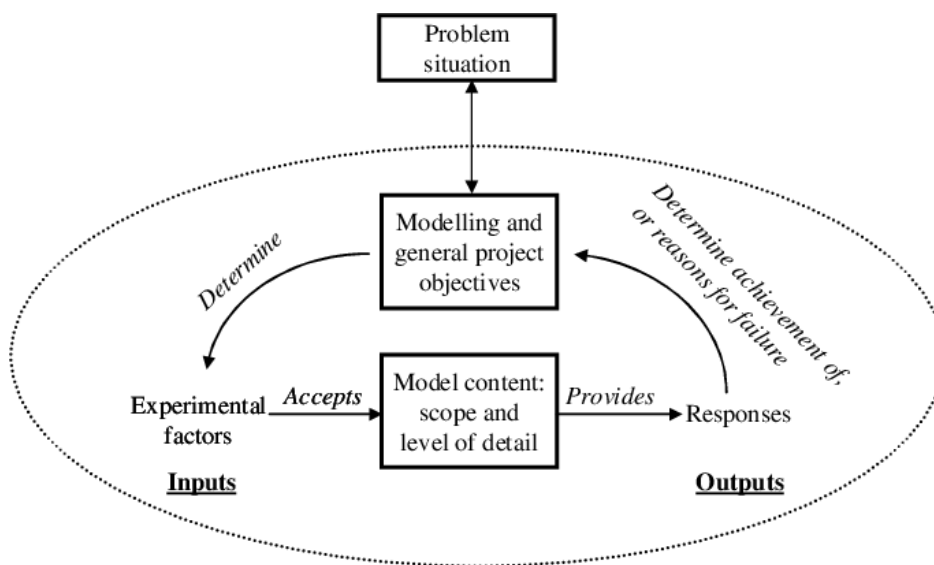 Problem
situation
Modelling and
general project
objectives
Determine
Determine achievement of,
or reasons for failure
Experimental
factors
Accepts
Model content:
scope and
level of detail
Provides
Responses
Inputs
Outputs